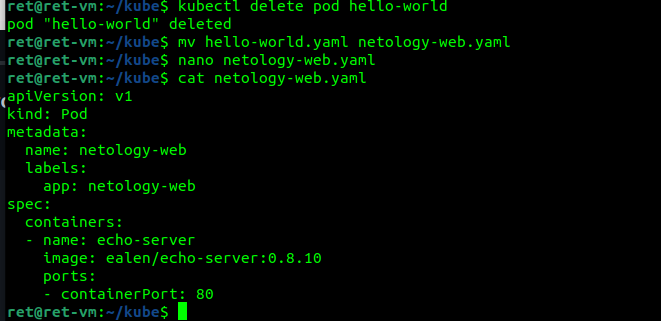 ret@ret-vm:~/kube$ kubectl delete pod hello-world
pod "hello-world" deleted
ret@ret-vm:~/kube$ mv hello-world.yaml netology-web.yaml
ret@ret-vm:~/kube$ nano netology-web.yaml
ret@ret-vm:~/kube$ cat netology-web.yaml
apiVersion: v1
kind: Pod
metadata:
  name: netology-web
  labels:
    app: netology-web
spec:
  containers:
  - name: echo-server
    image: ealen/echo-server:0.8.10
    ports:
    - containerPort: 80
ret@ret-vm:~/kube$